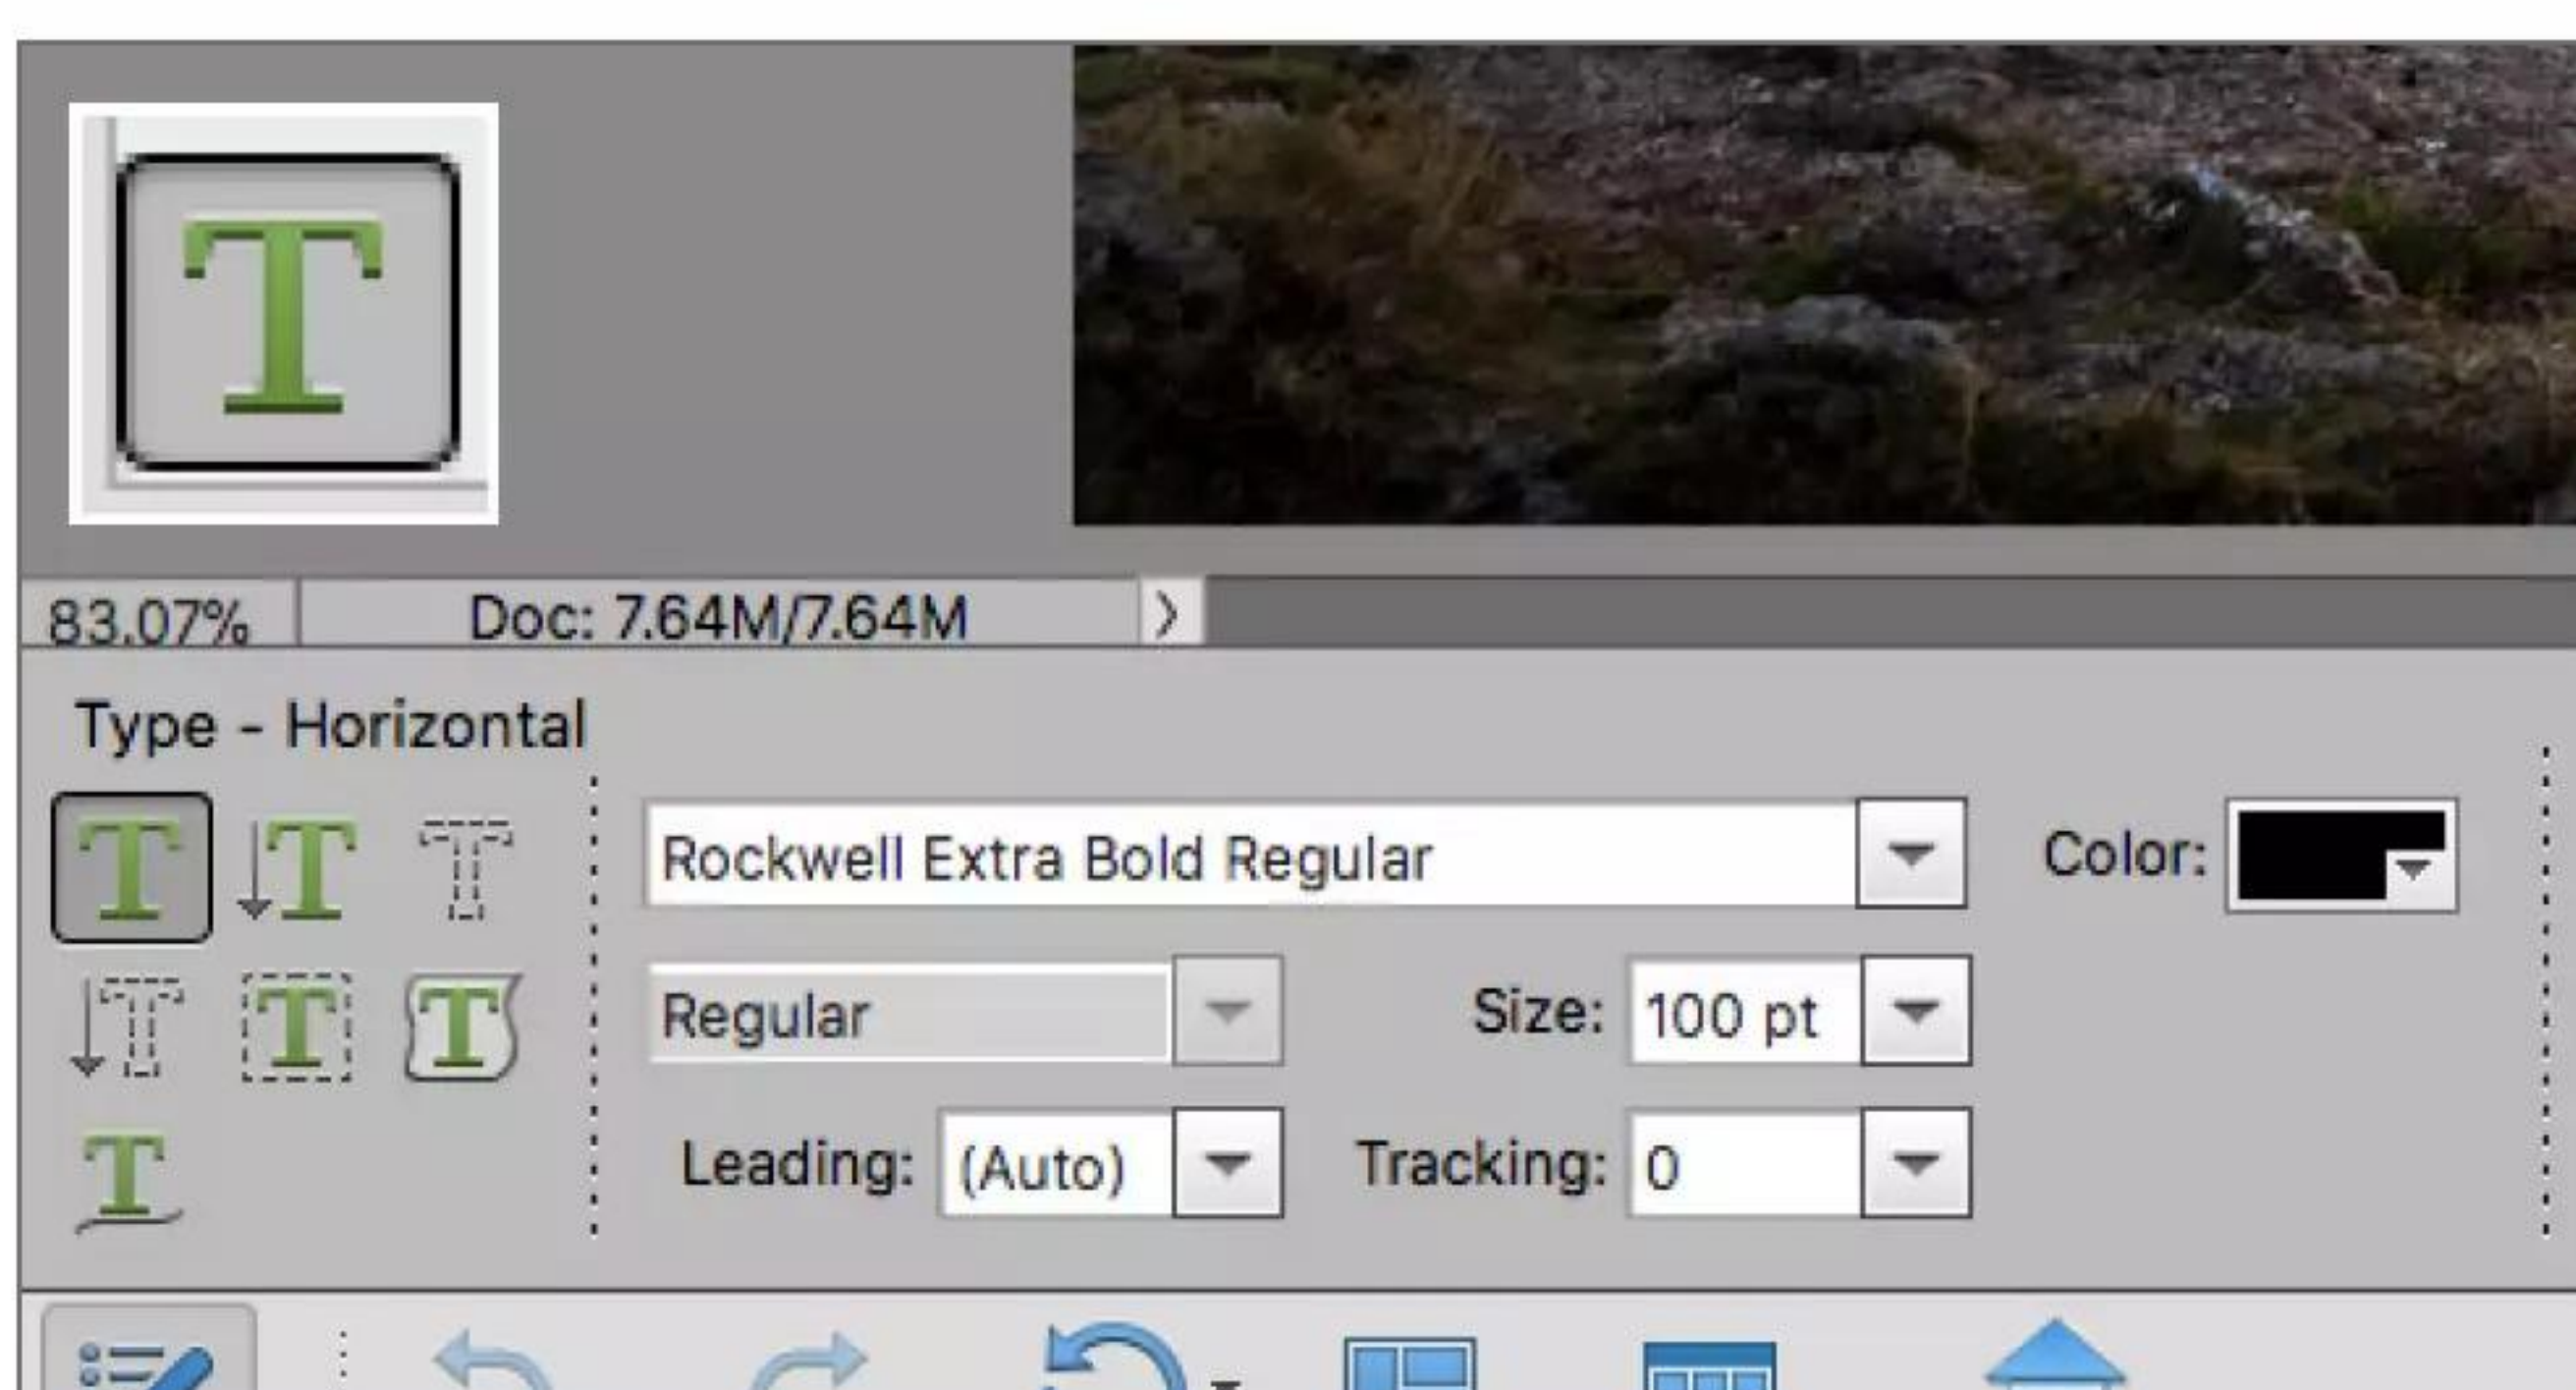 83.07% Doc: 7.64M/7.64M
Type - Horizontal
Rockwell Extra Bold Regular Color:
Regular Size: 100 pt
Leading: (Auto) Tracking: 0